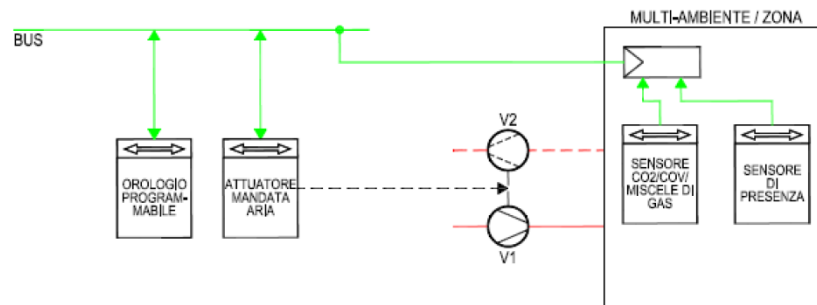 MULTI-AMBIENTE / ZONA
BUS
V2
OROLOGIO
PROGRAM-
MABILE
ATTUATORE
MANDATA
ARIA
SENSORE
CO2/COV/
MISCELE DI
GAS
SENSORE
DI
PRESENZA
V1